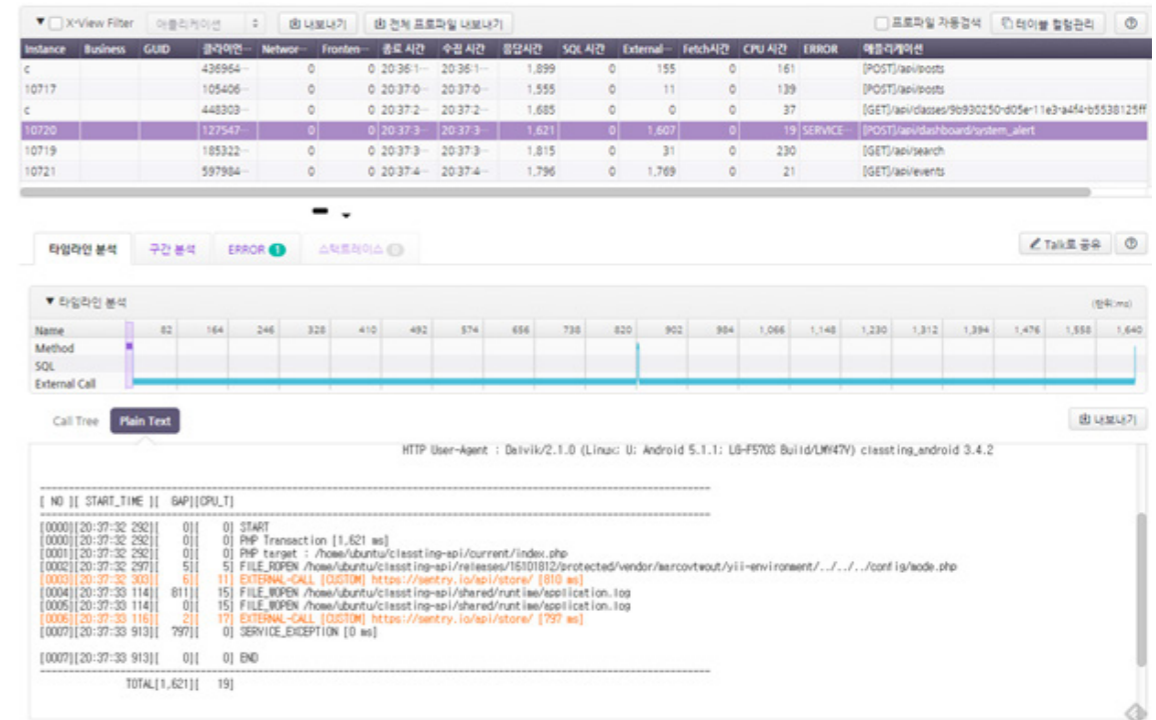 ▼ X-View Filter 애플리케이션 내보내기 전체 프로파일 내보내기 프로파일 자동검색 테이블 컬럼관리
Instance Business GUID 클라이언··· Networ··· Fronten··· 종료 시간 수집 시간 응답시간 SQL 시간 External··· Fetch시간 CPU 시간 ERROR 애플리케이션
c 436964··· 0 0 20:36:1··· 20:36:1··· 1,899 0 155 0 161 [POST]/api/posts
10717 105406··· 0 0 20:37:0··· 20:37:0··· 1,555 0 11 0 139 [POST]/api/posts
c 448303··· 0 0 20:37:2··· 20:37:2··· 1,685 0 0 0 37 [GET]/api/classes/9b930250-d05e-11e3-a4f4-b5538125ff
10720 127547··· 0 0 20:37:3··· 20:37:3··· 1,621 0 1,607 0 19 SERVICE··· [POST]/api/dashboard/system_alert
10719 185322··· 0 0 20:37:3··· 20:37:3··· 1,815 0 31 0 230 [GET]/api/search
10721 597984··· 0 0 20:37:4··· 20:37:4··· 1,796 0 1,769 0 21 [GET]/api/events
타임라인 분석 구간 분석 ERROR 1 스택트레이스 0 Talk로 공유
▼ 타임라인 분석 (단위:ms)
Name 82 164 246 328 410 492 574 656 738 820 902 984 1,066 1,148 1,230 1,312 1,394 1,476 1,558 1,640
Method
SQL
External Call
Call Tree Plain Text 내보내기
HTTP User-Agent : Dalvik/2.1.0 (Linux; U; Android 5.1.1; LG-F570S Build/LMY47V) classting_android 3.4.2
[ NO ][ START_TIME ][ GAP][CPU_T]
[0000][20:37:32 292][ 0][ 0] START
[0000][20:37:32 292][ 0][ 0] PHP Transaction [1,621 ms]
[0001][20:37:32 292][ 0][ 0] PHP target : /home/ubuntu/classting-api/current/index.php
[0002][20:37:32 297][ 5][ 5] FILE_ROPEN /home/ubuntu/classting-api/releases/16101812/protected/vendor/marcovtwout/yii-environment/../../../config/mode.php
[0003][20:37:32 303][ 6][ 11] EXTERNAL-CALL [CUSTOM] https://sentry.io/api/store/ [810 ms]
[0004][20:37:33 114][ 811][ 15] FILE_WOPEN /home/ubuntu/classting-api/shared/runtime/application.log
[0005][20:37:33 114][ 0][ 15] FILE_WOPEN /home/ubuntu/classting-api/shared/runtime/application.log
[0006][20:37:33 116][ 2][ 17] EXTERNAL-CALL [CUSTOM] https://sentry.io/api/store/ [797 ms]
[0007][20:37:33 913][ 797][ 0] SERVICE_EXCEPTION [0 ms]
[0007][20:37:33 913][ 0][ 0] END
TOTAL[1,621][ 19]